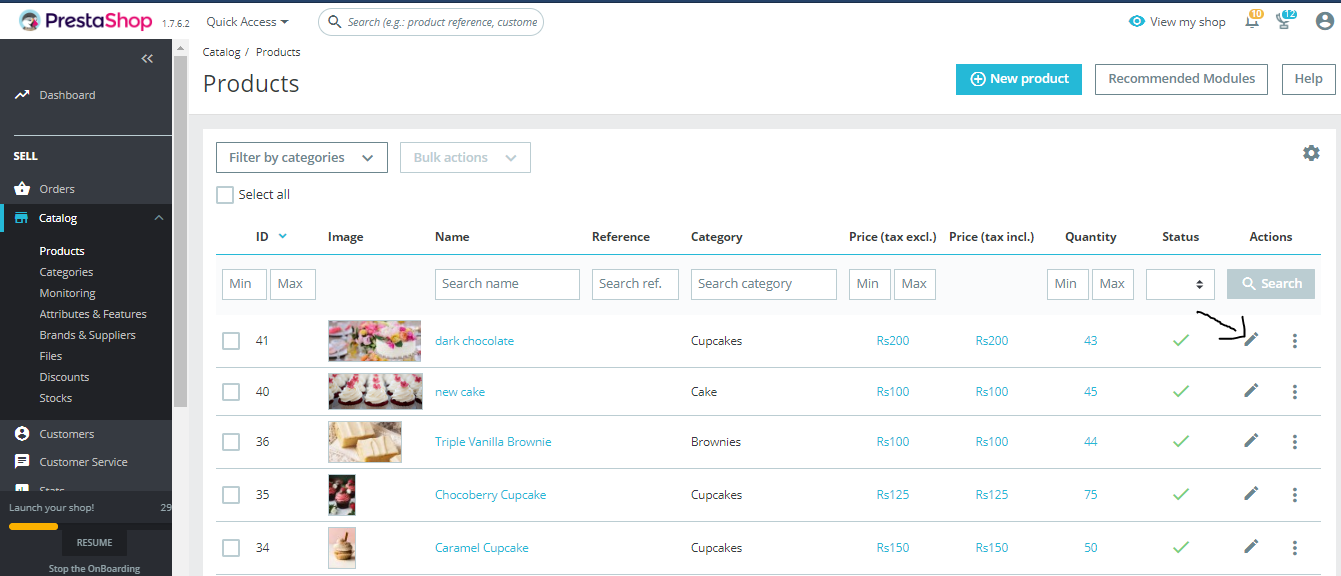 PrestaShop 1.7.6.2 Quick Access Search (e.g.: product reference, custome View my shop 10 12
Catalog / Products
Products
New product Recommended Modules Help
Dashboard
SELL
Orders
Catalog
Products
Categories
Monitoring
Attributes & Features
Brands & Suppliers
Files
Discounts
Stocks
Customers
Customer Service
Stats
Launch your shop! 29
RESUME
Stop the OnBoarding
Filter by categories Bulk actions
Select all
ID Image Name Reference Category Price (tax excl.) Price (tax incl.) Quantity Status Actions
Min Max Search name Search ref. Search category Min Max Min Max Search
41 dark chocolate Cupcakes Rs200 Rs200 43
40 new cake Cake Rs100 Rs100 45
36 Triple Vanilla Brownie Brownies Rs100 Rs100 44
35 Chocoberry Cupcake Cupcakes Rs125 Rs125 75
34 Caramel Cupcake Cupcakes Rs150 Rs150 50